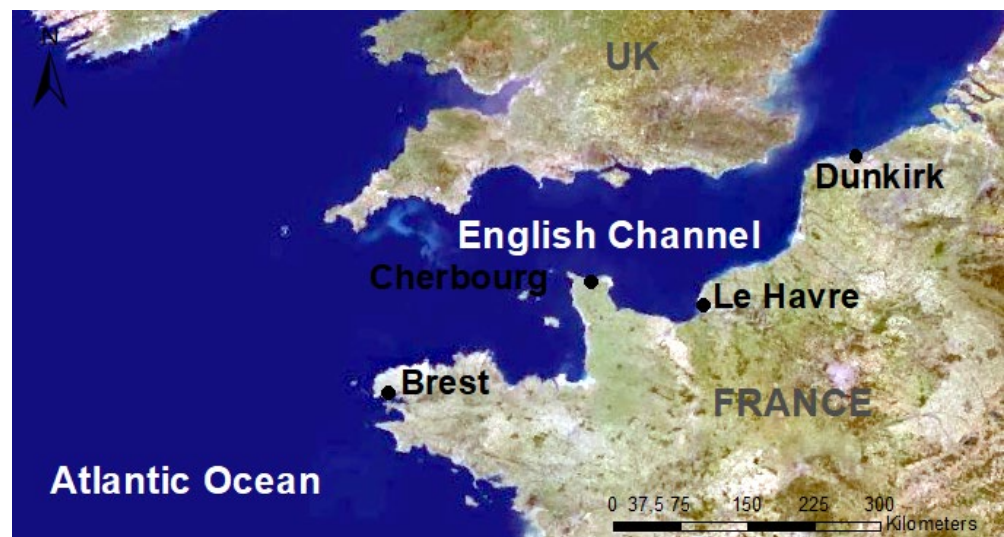 N
UK
Dunkirk
English Channel
Cherbourg
Le Havre
Brest
FRANCE
Atlantic Ocean
0 37,5 75 150 225 300
Kilometers